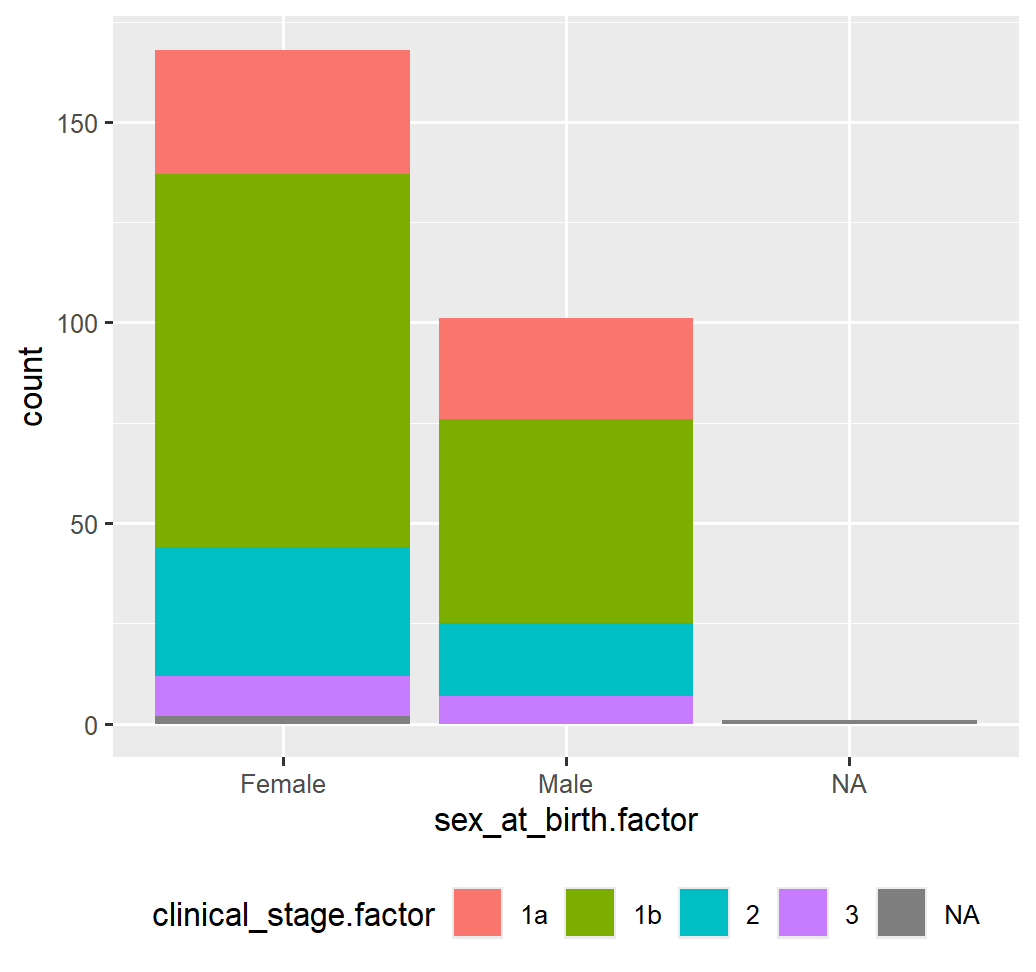 count
150
100
50
0
Female Male NA
sex_at_birth.factor
clinical_stage.factor 1a 1b 2 3 NA